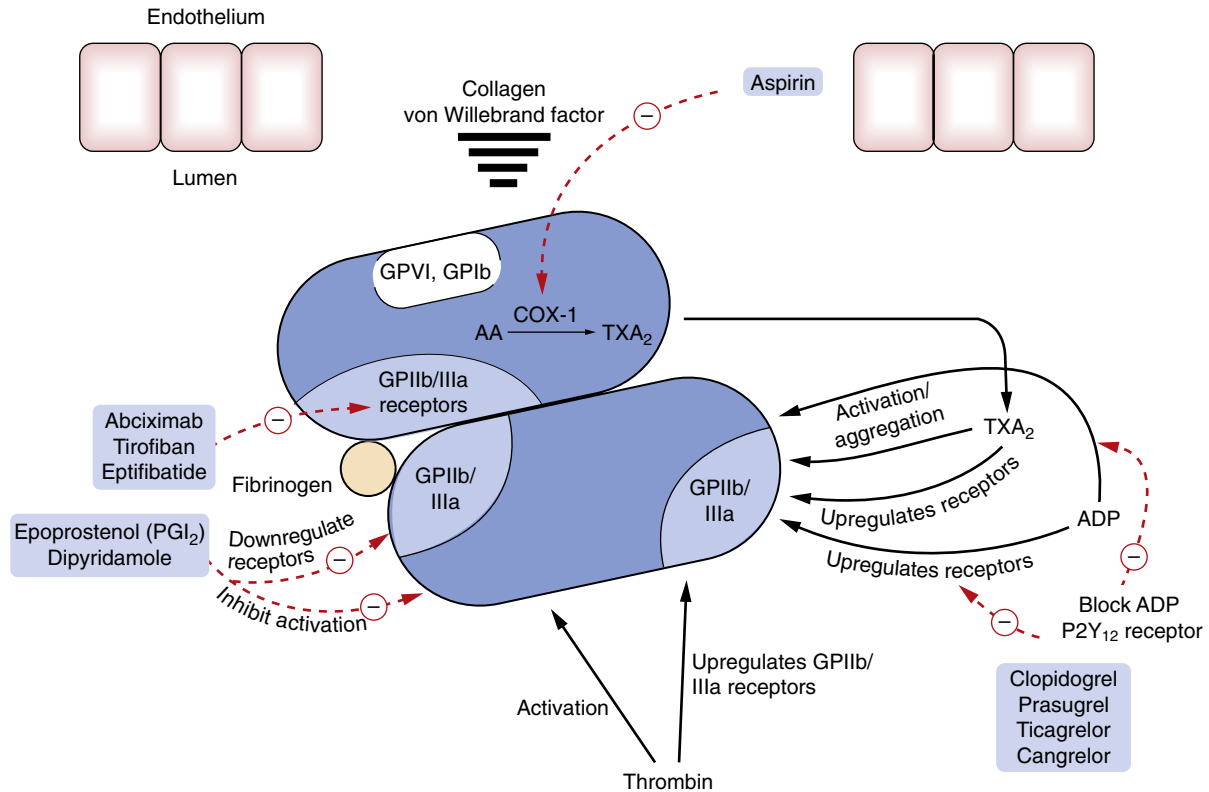 Endothelium
Lumen
Collagen
von Willebrand factor
Aspirin
GPVI, GPIb
COX-1
AA
TXA₂
GPIIb/IIIa
receptors
Abciximab
Tirofiban
Eptifibatide
Fibrinogen
GPIIb/
IIIa
GPIIb/
IIIa
Activation/
aggregation
TXA₂
Upregulates receptors
ADP
Upregulates receptors
Epoprostenol (PGI₂)
Dipyridamole
Downregulate
receptors
Inhibit activation
Block ADP
P2Y₁₂ receptor
Clopidogrel
Prasugrel
Ticagrelor
Cangrelor
Upregulates GPIIb/
IIIa receptors
Activation
Thrombin